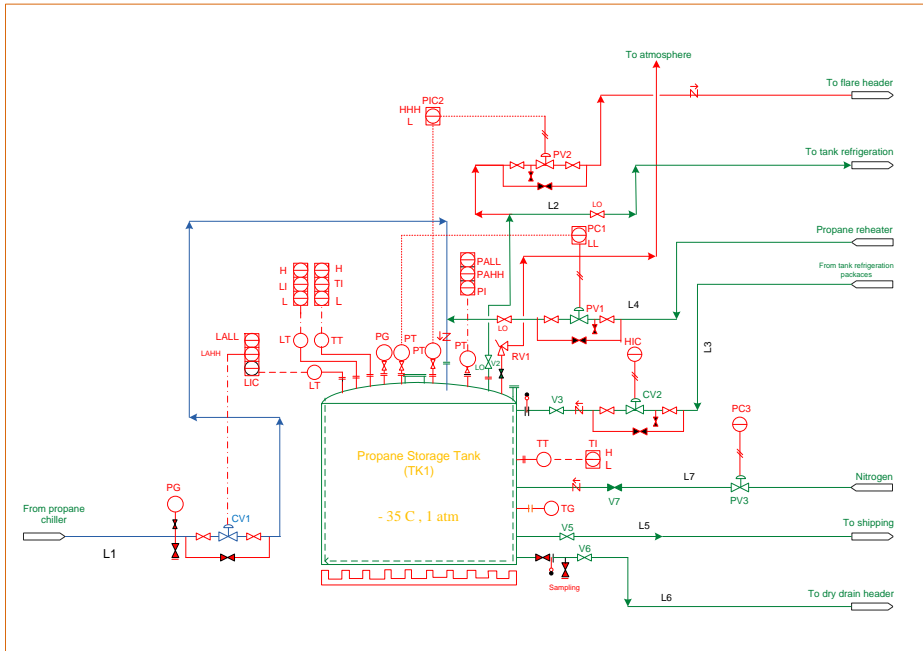 To atmosphere
To flare header
PIC2
HHH
L
PV2
To tank refrigeration
L2
LO
PC1
LL
Propane reheater
From tank refrigeration
packaces
H
LI
L
H
TI
L
PALL
PAHH
PI
L4
PV1
LO
L3
LALL
LAHH
LIC
LT
TT
PG
PT
PT
PT
LO
V2
RV1
HIC
LT
V3
CV2
PC3
Propane Storage Tank
(TK1)
- 35 C , 1 atm
TT
TI
H
L
L7
Nitrogen
V7
PV3
PG
TG
From propane
chiller
CV1
L1
To shipping
L5
V5
V6
Sampling
To dry drain header
L6